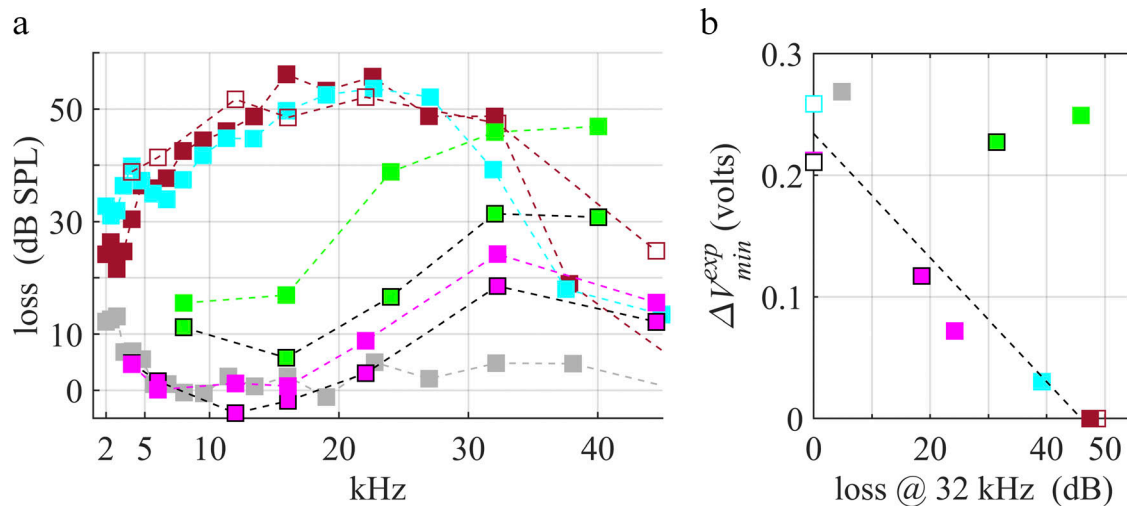 a
loss (dB SPL)
50
30
10
0
2 5 10 20 30 40
kHz
b
ΔV^exp_min (volts)
0.3
0.2
0.1
0
0 20 40 50
loss @ 32 kHz (dB)